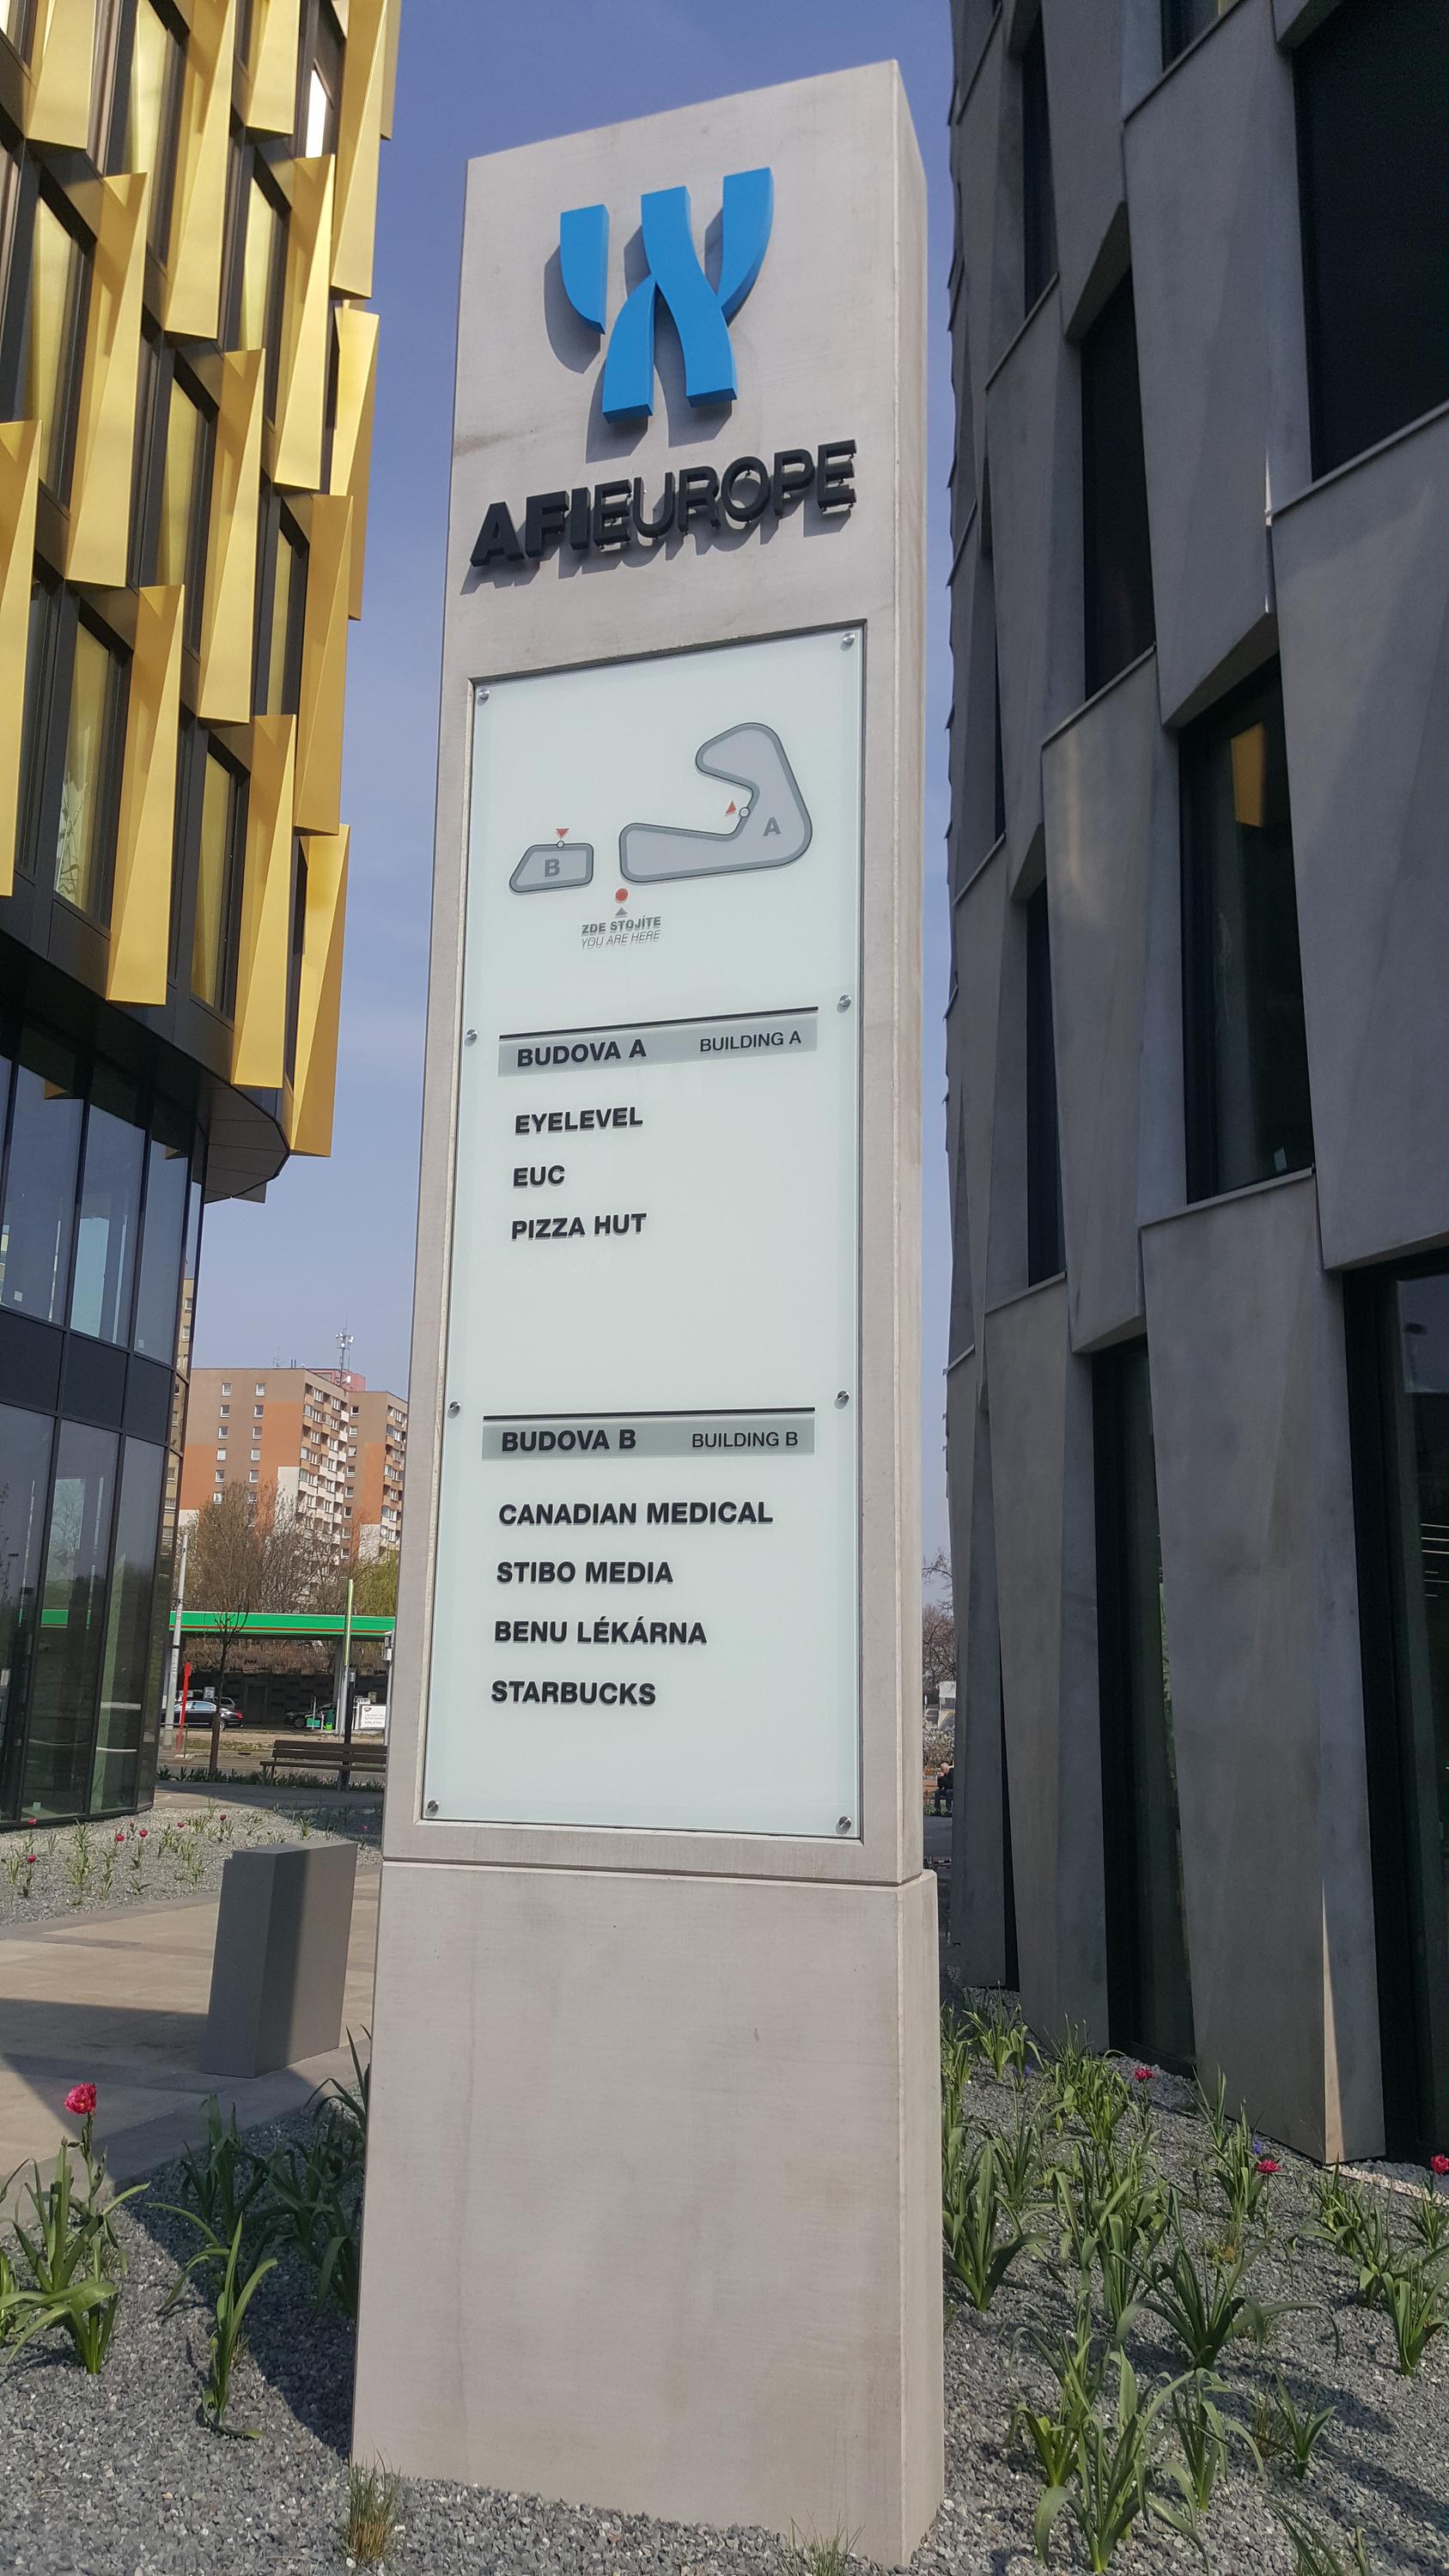 AFIEUROPE
A
B
ZDE STOJÍTE
YOU ARE HERE
BUDOVA A BUILDING A
EYELEVEL
EUC
PIZZA HUT
BUDOVA B BUILDING B
CANADIAN MEDICAL
STIBO MEDIA
BENU LÉKÁRNA
STARBUCKS